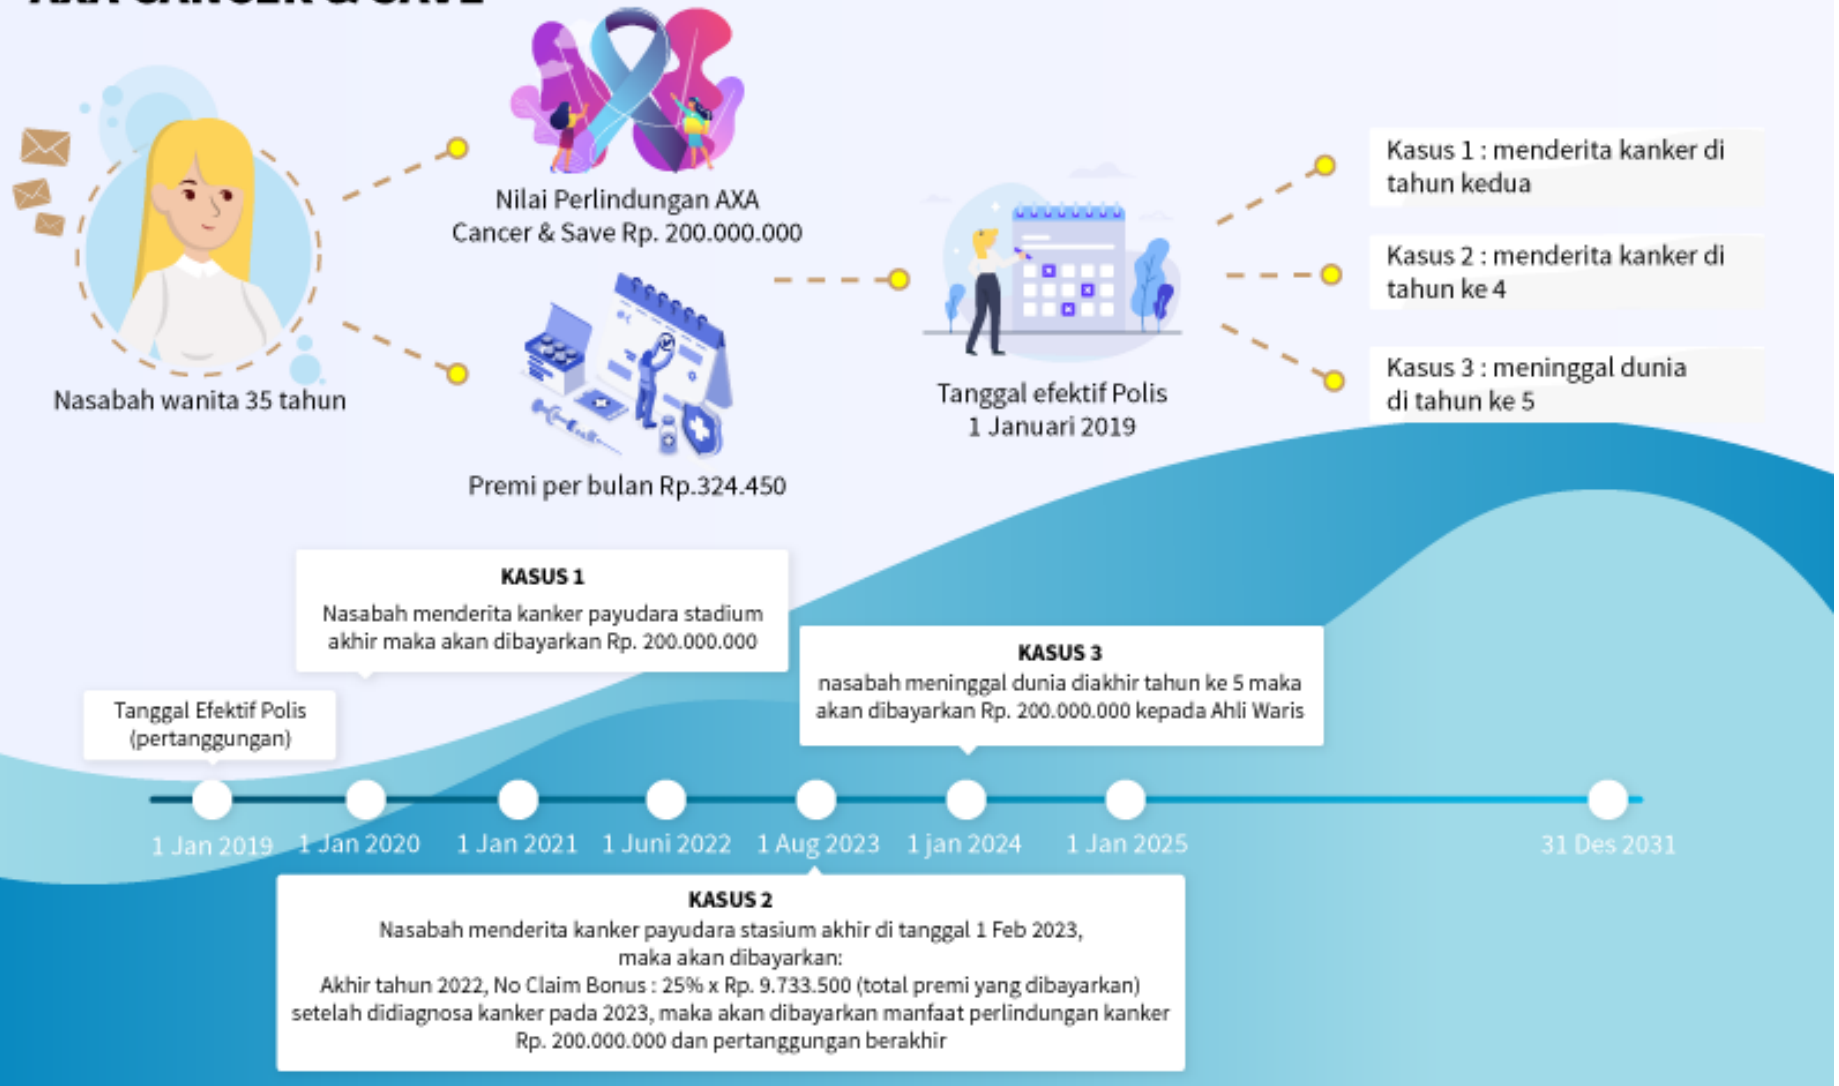 AXA CANCER & SAVE
Nilai Perlindungan AXA
Cancer & Save Rp. 200.000.000
Nasabah wanita 35 tahun
Premi per bulan Rp.324.450
Tanggal efektif Polis
1 Januari 2019
Kasus 1 : menderita kanker di
tahun kedua
Kasus 2 : menderita kanker di
tahun ke 4
Kasus 3 : meninggal dunia
di tahun ke 5
KASUS 1
Nasabah menderita kanker payudara stadium
akhir maka akan dibayarkan Rp. 200.000.000
KASUS 3
nasabah meninggal dunia diakhir tahun ke 5 maka
akan dibayarkan Rp. 200.000.000 kepada Ahli Waris
Tanggal Efektif Polis
(pertanggungan)
1 Jan 2019
1 Jan 2020
1 Jan 2021
1 Juni 2022
1 Aug 2023
1 jan 2024
1 Jan 2025
31 Des 2031
KASUS 2
Nasabah menderita kanker payudara stasium akhir di tanggal 1 Feb 2023,
maka akan dibayarkan:
Akhir tahun 2022, No Claim Bonus : 25% x Rp. 9.733.500 (total premi yang dibayarkan)
setelah didiagnosa kanker pada 2023, maka akan dibayarkan manfaat perlindungan kanker
Rp. 200.000.000 dan pertanggungan berakhir